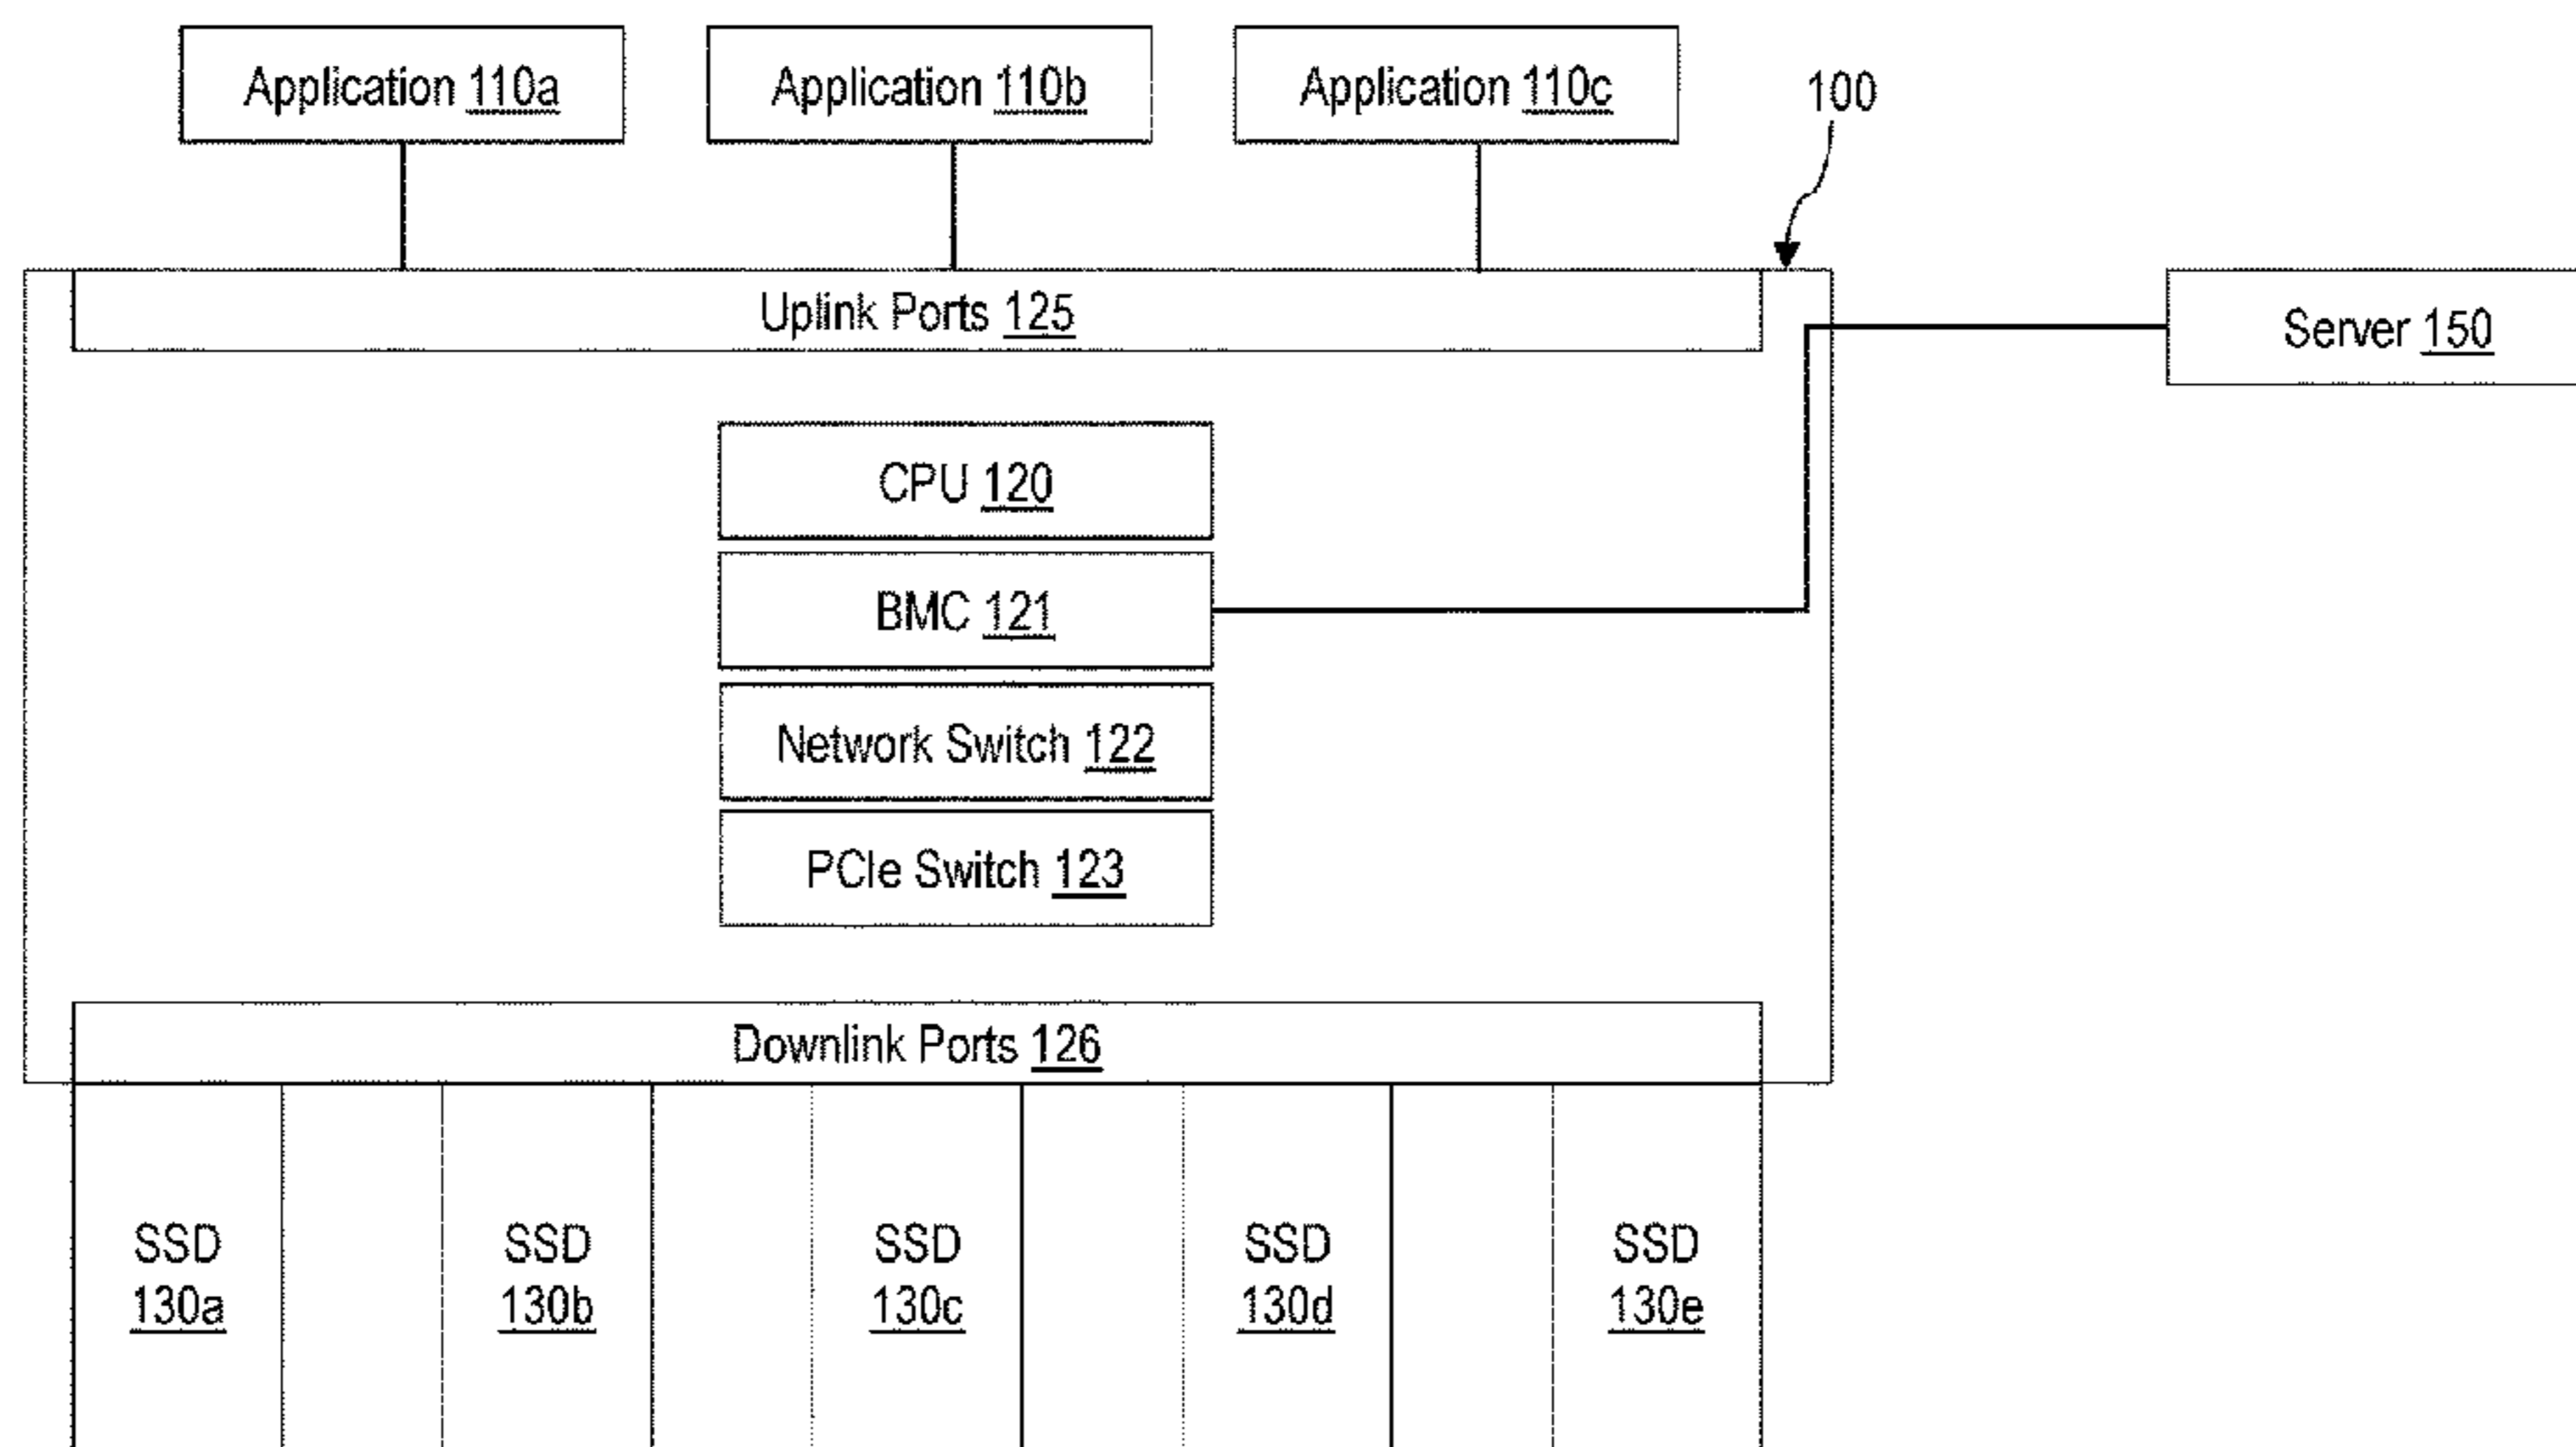 Application 110a
Application 110b
Application 110c
100
Uplink Ports 125
Server 150
CPU 120
BMC 121
Network Switch 122
PCIe Switch 123
Downlink Ports 126
SSD
130a
SSD
130b
SSD
130c
SSD
130d
SSD
130e